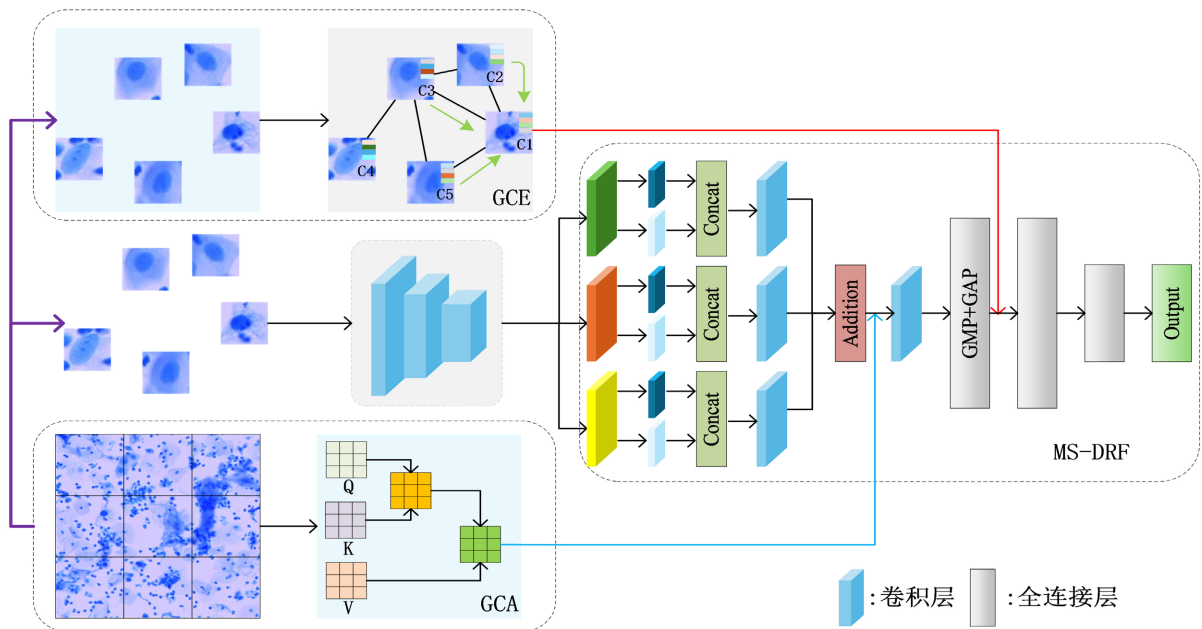 C2
C3
C1
C4
C5
GCE
Concat
Concat
Concat
Addition
GMP+GAP
Output
MS-DRF
Q
K
V
GCA
:卷积层
:全连接层